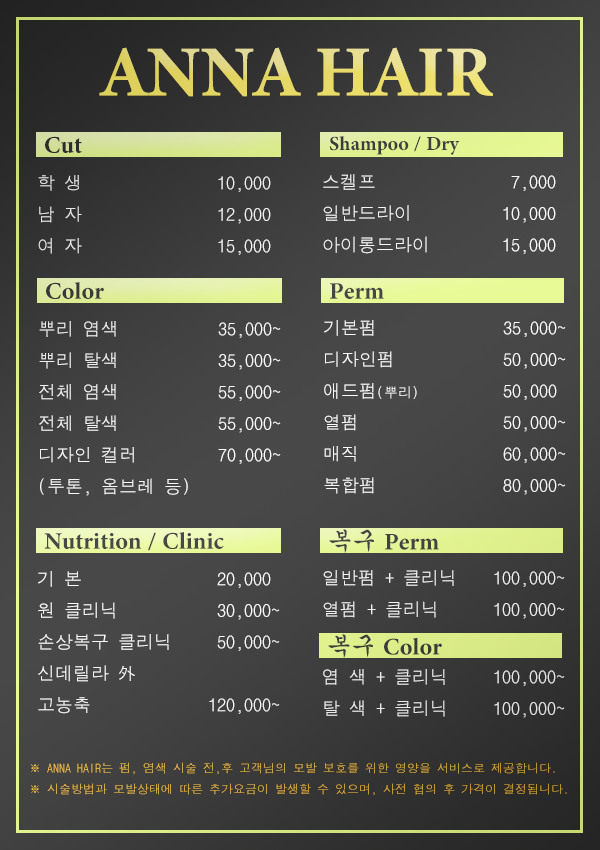 ANNA HAIR
Cut
학 생 10,000
남 자 12,000
여 자 15,000
Color
뿌리 염색 35,000~
뿌리 탈색 35,000~
전체 염색 55,000~
전체 탈색 55,000~
디자인 컬러 70,000~
(투톤, 옴브레 등)
Nutrition / Clinic
기 본 20,000
원 클리닉 30,000~
손상복구 클리닉 50,000~
신데릴라 外
고농축 120,000~
Shampoo / Dry
스켈프 7,000
일반드라이 10,000
아이롱드라이 15,000
Perm
기본펌 35,000~
디자인펌 50,000~
애드펌(뿌리) 50,000
열펌 50,000~
매직 60,000~
복합펌 80,000~
복구 Perm
일반펌 + 클리닉 100,000~
열펌 + 클리닉 100,000~
복구 Color
염 색 + 클리닉 100,000~
탈 색 + 클리닉 100,000~
※ ANNA HAIR는 펌, 염색 시술 전,후 고객님의 모발 보호를 위한 영양을 서비스로 제공합니다.
※ 시술방법과 모발상태에 따른 추가요금이 발생할 수 있으며, 사전 협의 후 가격이 결정됩니다.